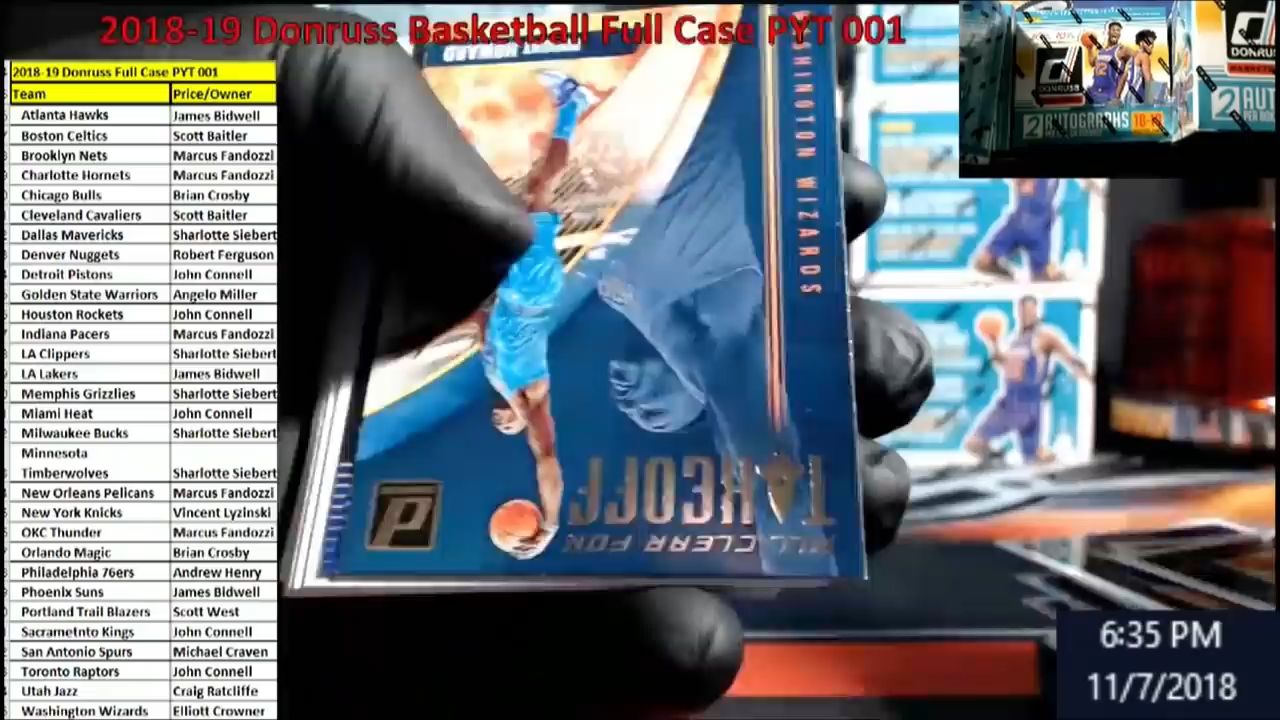 2018-19 Donruss Basketball Full Case PYT 001
2018-19 Donruss Full Case PYT 001
Team Price/Owner
Atlanta Hawks James Bidwell
Boston Celtics Scott Baitler
Brooklyn Nets Marcus Fandozzi
Charlotte Hornets Marcus Fandozzi
Chicago Bulls Brian Crosby
Cleveland Cavaliers Scott Baitler
Dallas Mavericks Sharlotte Siebert
Denver Nuggets Robert Ferguson
Detroit Pistons John Connell
Golden State Warriors Angelo Miller
Houston Rockets John Connell
Indiana Pacers Marcus Fandozzi
LA Clippers Sharlotte Siebert
LA Lakers James Bidwell
Memphis Grizzlies Sharlotte Siebert
Miami Heat John Connell
Milwaukee Bucks Sharlotte Siebert
Minnesota
Timberwolves Sharlotte Siebert
New Orleans Pelicans Marcus Fandozzi
New York Knicks Vincent Lyzinski
OKC Thunder Marcus Fandozzi
Orlando Magic Brian Crosby
Philadelphia 76ers Andrew Henry
Phoenix Suns James Bidwell
Portland Trail Blazers Scott West
Sacrametnto Kings John Connell
San Antonio Spurs Michael Craven
Toronto Raptors John Connell
Utah Jazz Craig Ratcliffe
Washington Wizards Elliott Crowner
WASHINGTON WIZARDS
ALL CLEAR FOR
TAKEOFF
DONRUSS
2 AUTOGRAPHS 18-19
DONRUSS
2 AUT
6:35 PM
11/7/2018